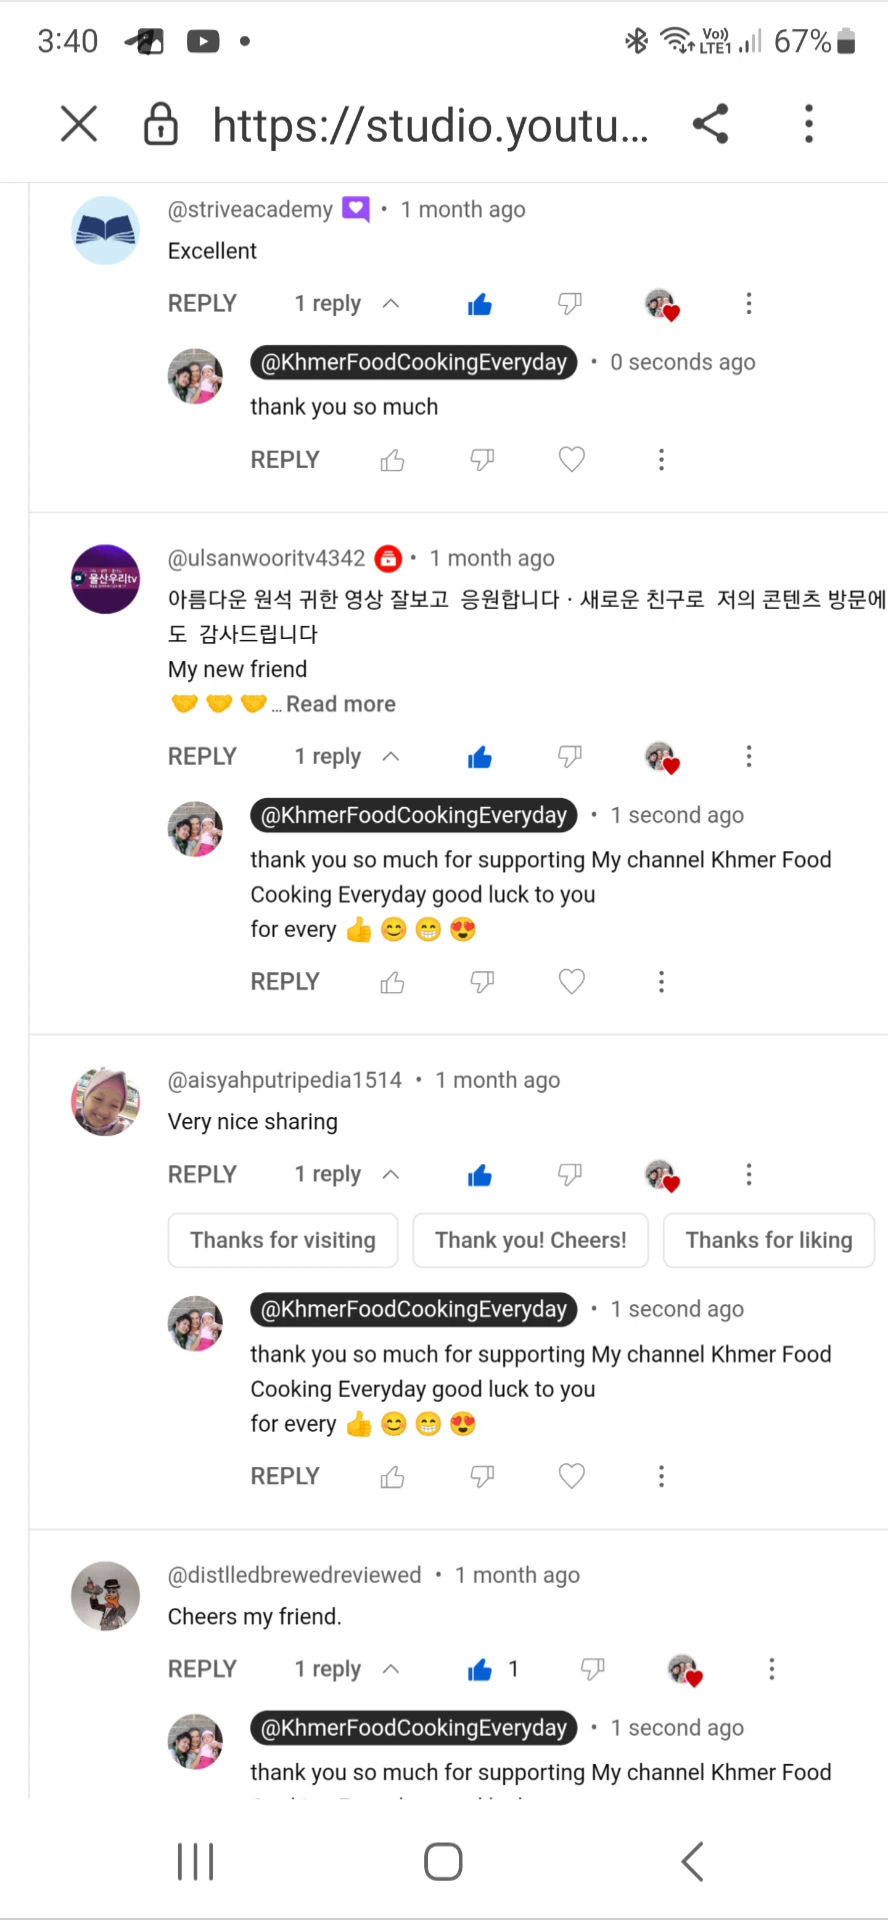 3:40
Vo))
LTE1
67%
https://studio.youtu...
@striveacademy • 1 month ago
Excellent
REPLY 1 reply
@KhmerFoodCookingEveryday • 0 seconds ago
thank you so much
REPLY
울산우리tv
@ulsanwooritv4342 • 1 month ago
아름다운 원석 귀한 영상 잘보고 응원합니다 · 새로운 친구로 저의 콘텐츠 방문에
도 감사드립니다
My new friend
🤝 🤝 🤝 ... Read more
REPLY 1 reply
@KhmerFoodCookingEveryday • 1 second ago
thank you so much for supporting My channel Khmer Food
Cooking Everyday good luck to you
for every 👍 😊 😁 😍
REPLY
@aisyahputripedia1514 • 1 month ago
Very nice sharing
REPLY 1 reply
Thanks for visiting Thank you! Cheers! Thanks for liking
@KhmerFoodCookingEveryday • 1 second ago
thank you so much for supporting My channel Khmer Food
Cooking Everyday good luck to you
for every 👍 😊 😁 😍
REPLY
@distlledbrewedreviewed • 1 month ago
Cheers my friend.
REPLY 1 reply 1
@KhmerFoodCookingEveryday • 1 second ago
thank you so much for supporting My channel Khmer Food